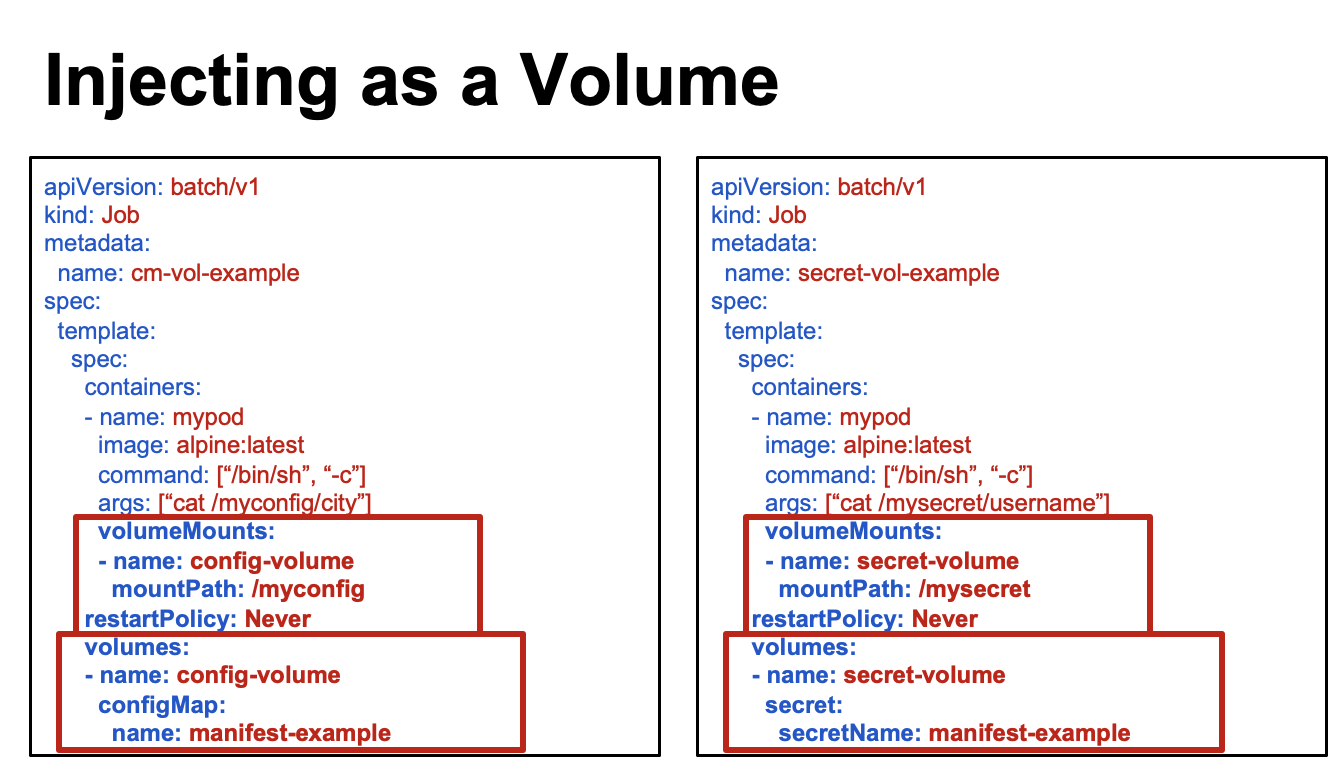 Injecting as a Volume
apiVersion: batch/v1
kind: Job
metadata:
  name: cm-vol-example
spec:
  template:
    spec:
      containers:
      - name: mypod
        image: alpine:latest
        command: [“/bin/sh”, “-c”]
        args: [“cat /myconfig/city”]
        volumeMounts:
        - name: config-volume
          mountPath: /myconfig
      restartPolicy: Never
      volumes:
      - name: config-volume
        configMap:
          name: manifest-example
apiVersion: batch/v1
kind: Job
metadata:
  name: secret-vol-example
spec:
  template:
    spec:
      containers:
      - name: mypod
        image: alpine:latest
        command: [“/bin/sh”, “-c”]
        args: [“cat /mysecret/username”]
        volumeMounts:
        - name: secret-volume
          mountPath: /mysecret
      restartPolicy: Never
      volumes:
      - name: secret-volume
        secret:
          secretName: manifest-example